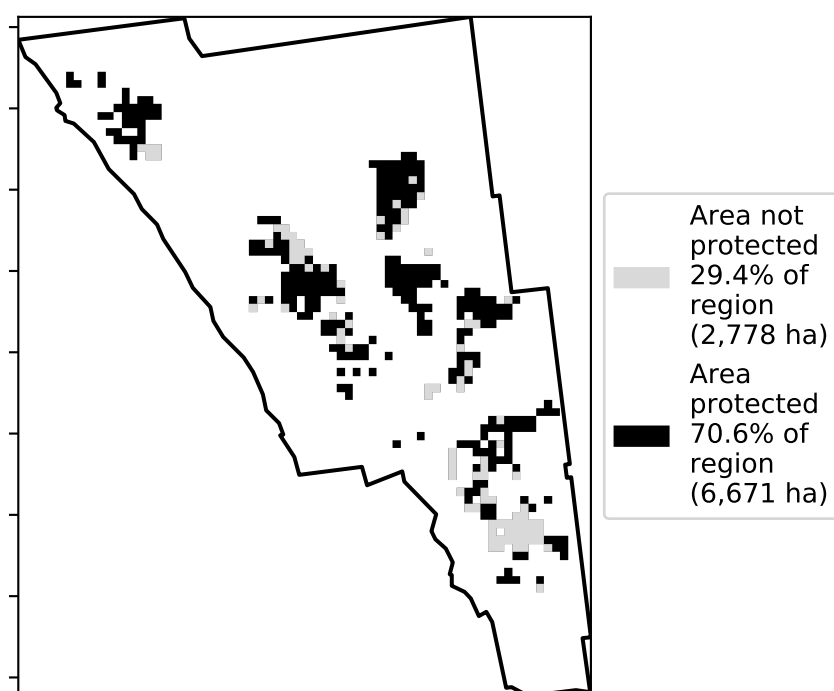 Area not
protected
29.4% of
region
(2,778 ha)
Area
protected
70.6% of
region
(6,671 ha)